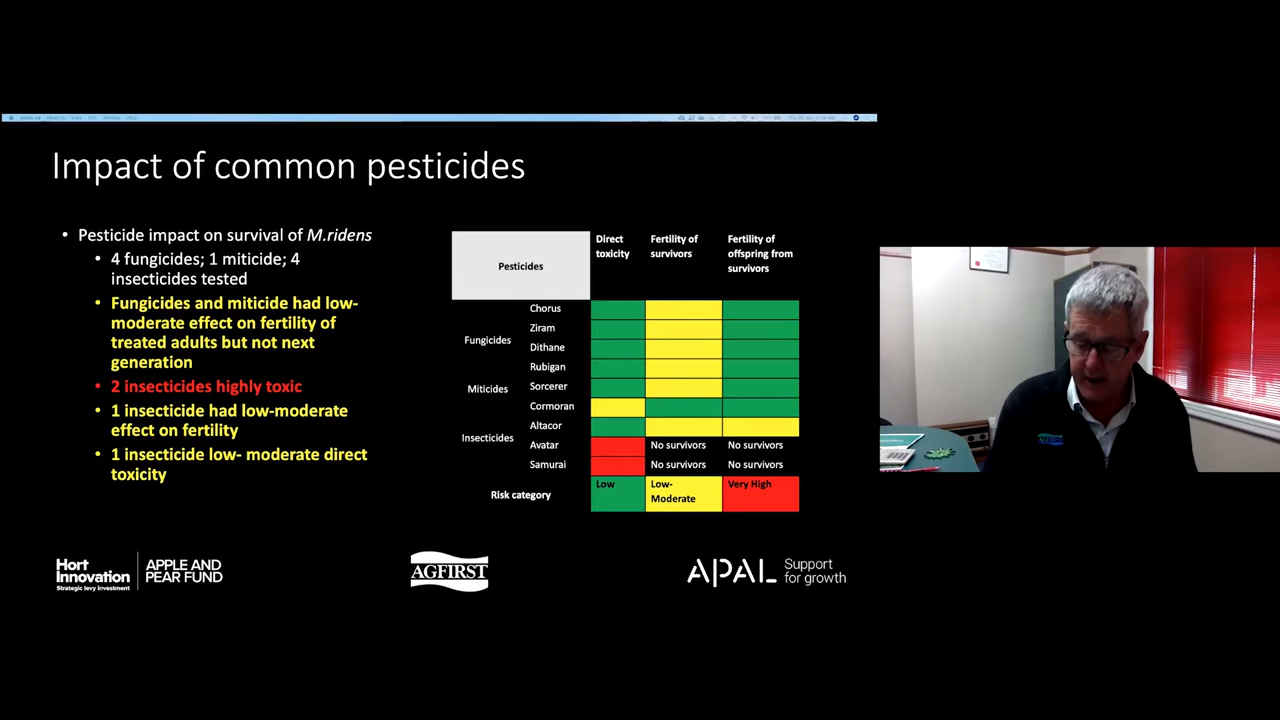 Impact of common pesticides
• Pesticide impact on survival of M.ridens
• 4 fungicides; 1 miticide; 4
insecticides tested
• Fungicides and miticide had low-
moderate effect on fertility of
treated adults but not next
generation
• 2 insecticides highly toxic
• 1 insecticide had low-moderate
effect on fertility
• 1 insecticide low- moderate direct
toxicity
Pesticides
Direct
toxicity
Fertility of
survivors
Fertility of
offspring from
survivors
Fungicides
Chorus
Ziram
Dithane
Rubigan
Miticides
Sorcerer
Insecticides
Cormoran
Altacor
Avatar
No survivors
No survivors
Samurai
No survivors
No survivors
Risk category
Low
Low-
Moderate
Very High
Hort
Innovation
Strategic levy investment
APPLE AND
PEAR FUND
AGFIRST
APAL
Support
for growth